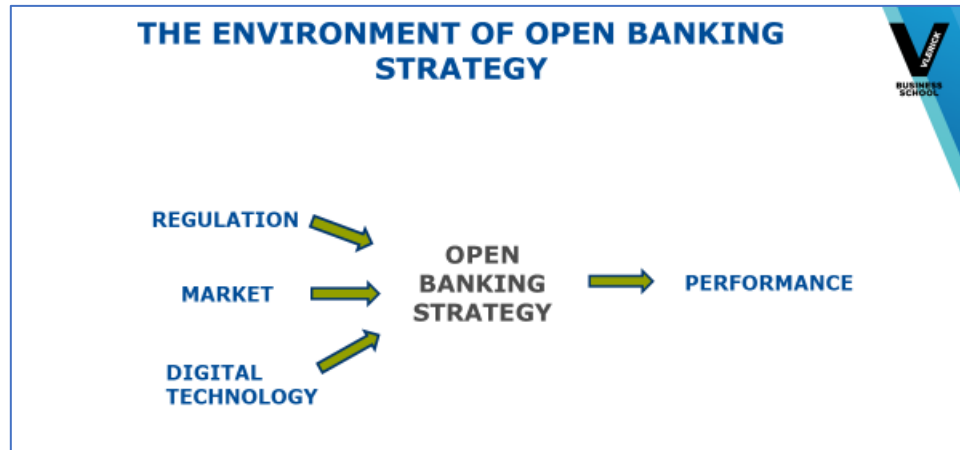 THE ENVIRONMENT OF OPEN BANKING
STRATEGY
VLERICK
BUSINESS
SCHOOL
REGULATION
MARKET
DIGITAL
TECHNOLOGY
OPEN
BANKING
STRATEGY
PERFORMANCE